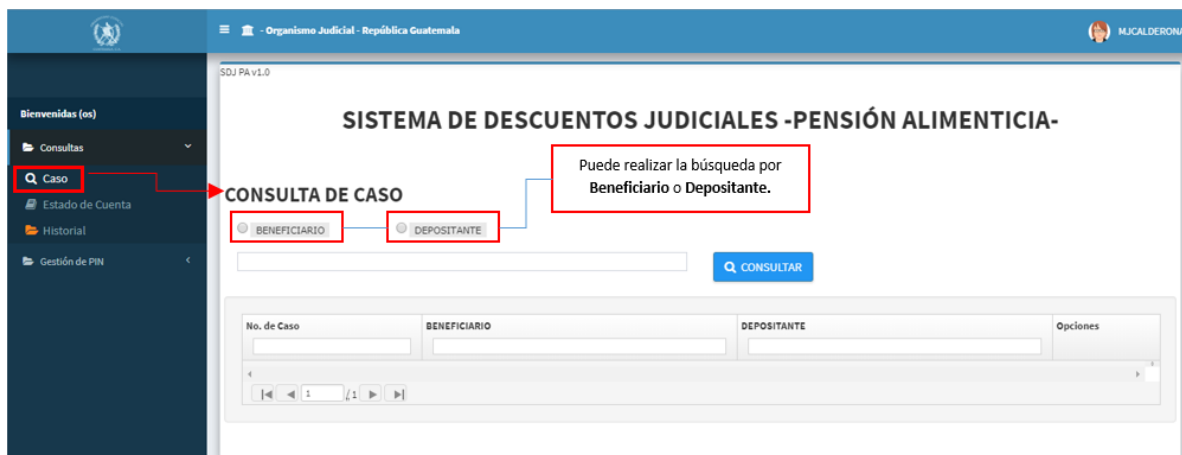 - Organismo Judicial - República Guatemala
MJCALDERONA
SDJ PA v1.0
Bienvenidas (os)
Consultas
Caso
Estado de Cuenta
Historial
Gestión de PIN
SISTEMA DE DESCUENTOS JUDICIALES -PENSIÓN ALIMENTICIA-
Puede realizar la búsqueda por
Beneficiario o Depositante.
CONSULTA DE CASO
BENEFICIARIO
DEPOSITANTE
CONSULTAR
No. de Caso
BENEFICIARIO
DEPOSITANTE
Opciones
1 / 1